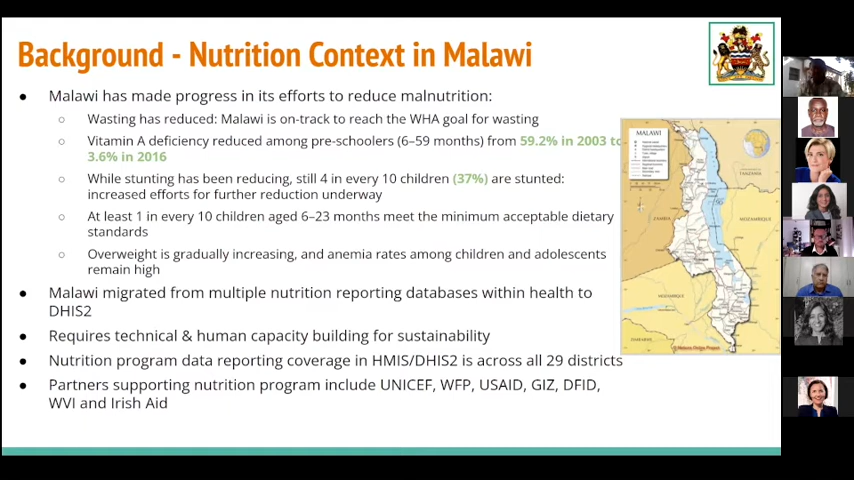 Background - Nutrition Context in Malawi
● Malawi has made progress in its efforts to reduce malnutrition:
○ Wasting has reduced: Malawi is on-track to reach the WHA goal for wasting
○ Vitamin A deficiency reduced among pre-schoolers (6–59 months) from 59.2% in 2003 to
3.6% in 2016
○ While stunting has been reducing, still 4 in every 10 children (37%) are stunted:
increased efforts for further reduction underway
○ At least 1 in every 10 children aged 6–23 months meet the minimum acceptable dietary
standards
○ Overweight is gradually increasing, and anemia rates among children and adolescents
remain high
● Malawi migrated from multiple nutrition reporting databases within health to
DHIS2
● Requires technical & human capacity building for sustainability
● Nutrition program data reporting coverage in HMIS/DHIS2 is across all 29 districts
● Partners supporting nutrition program include UNICEF, WFP, USAID, GIZ, DFID,
WVI and Irish Aid
MALAWI
TANZANIA
ZAMBIA
MOZAMBIQUE
MOZAMBIQUE